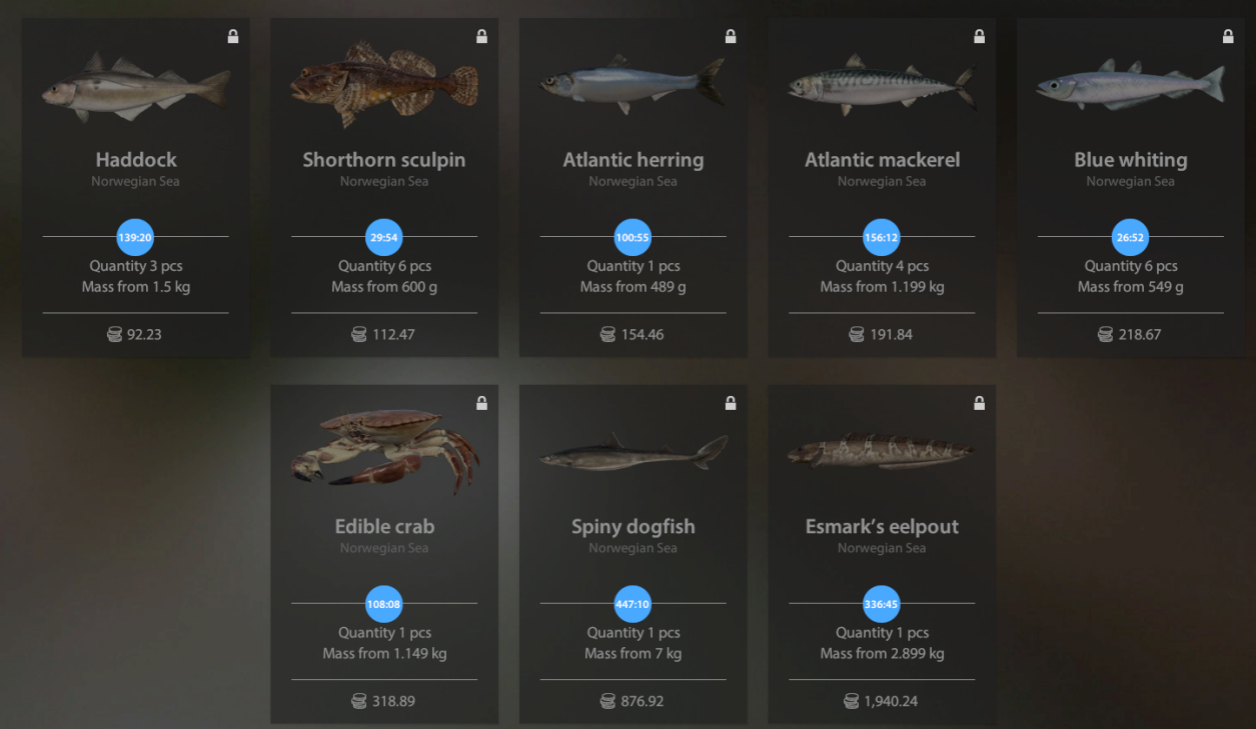 Haddock
Norwegian Sea
139:20
Quantity 3 pcs
Mass from 1.5 kg
92.23
Shorthorn sculpin
Norwegian Sea
29:54
Quantity 6 pcs
Mass from 600 g
112.47
Atlantic herring
Norwegian Sea
100:55
Quantity 1 pcs
Mass from 489 g
154.46
Atlantic mackerel
Norwegian Sea
156:12
Quantity 4 pcs
Mass from 1.199 kg
191.84
Blue whiting
Norwegian Sea
26:52
Quantity 6 pcs
Mass from 549 g
218.67
Edible crab
Norwegian Sea
108:08
Quantity 1 pcs
Mass from 1.149 kg
318.89
Spiny dogfish
Norwegian Sea
447:10
Quantity 1 pcs
Mass from 7 kg
876.92
Esmark's eelpout
Norwegian Sea
336:45
Quantity 1 pcs
Mass from 2.899 kg
1,940.24